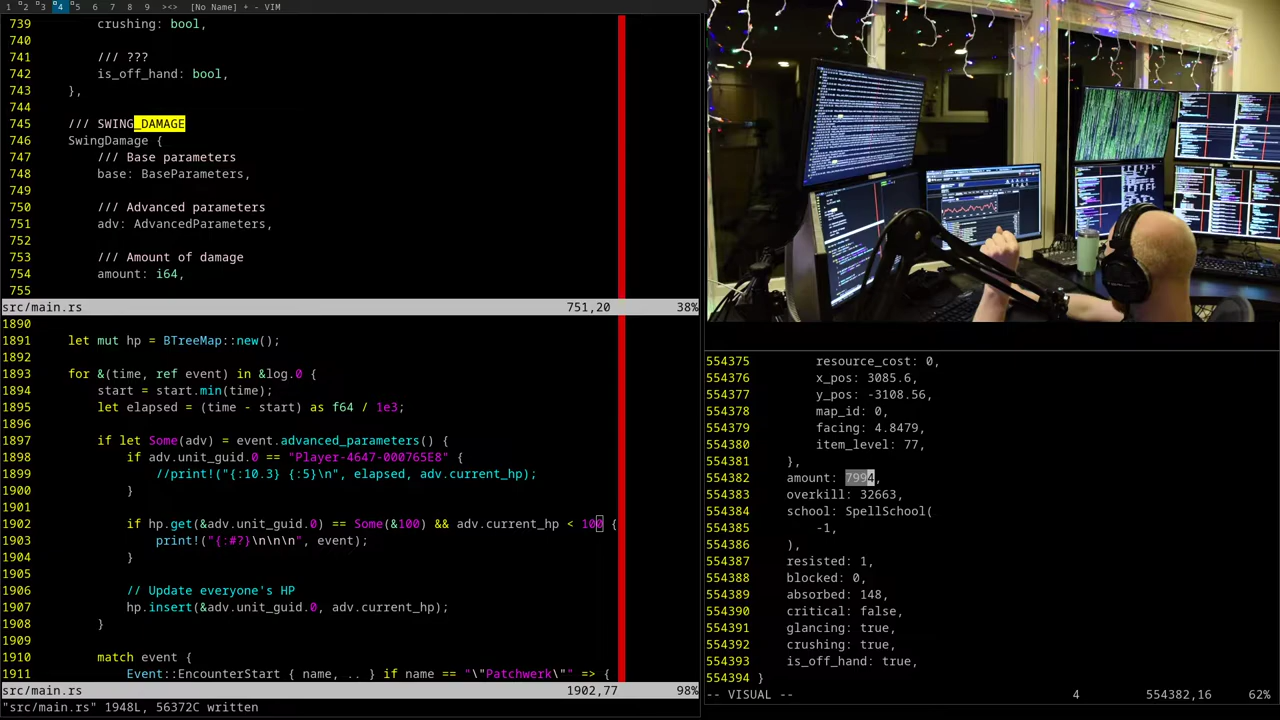 1 2 3 4 5 6 7 8 9 ><> [No Name] + - VIM
739 crushing: bool,
740
741 /// ???
742 is_off_hand: bool,
743 },
744
745 /// SWING_DAMAGE
746 SwingDamage {
747 /// Base parameters
748 base: BaseParameters,
749
750 /// Advanced parameters
751 adv: AdvancedParameters,
752
753 /// Amount of damage
754 amount: i64,
755
src/main.rs 751,20 38%
1890
1891 let mut hp = BTreeMap::new();
1892
1893 for &(time, ref event) in &log.0 {
1894 start = start.min(time);
1895 let elapsed = (time - start) as f64 / 1e3;
1896
1897 if let Some(adv) = event.advanced_parameters() {
1898 if adv.unit_guid.0 == "Player-4647-000765E8" {
1899 //print!("{:10.3} {:5}\n", elapsed, adv.current_hp);
1900 }
1901
1902 if hp.get(&adv.unit_guid.0) == Some(&100) && adv.current_hp < 100 {
1903 print!("{:#?}\n\n\n", event);
1904 }
1905
1906 // Update everyone's HP
1907 hp.insert(&adv.unit_guid.0, adv.current_hp);
1908 }
1909
1910 match event {
1911 Event::EncounterStart { name, .. } if name == "\"Patchwerk\"" => {
src/main.rs 1902,77 98%
"src/main.rs" 1948L, 56372C written
554375 resource_cost: 0,
554376 x_pos: 3085.6,
554377 y_pos: -3108.56,
554378 map_id: 0,
554379 facing: 4.8479,
554380 item_level: 77,
554381 },
554382 amount: 7994,
554383 overkill: 32663,
554384 school: SpellSchool(
554385 -1,
554386 ),
554387 resisted: 1,
554388 blocked: 0,
554389 absorbed: 148,
554390 critical: false,
554391 glancing: true,
554392 crushing: true,
554393 is_off_hand: true,
554394 }
-- VISUAL -- 4 554382,16 62%